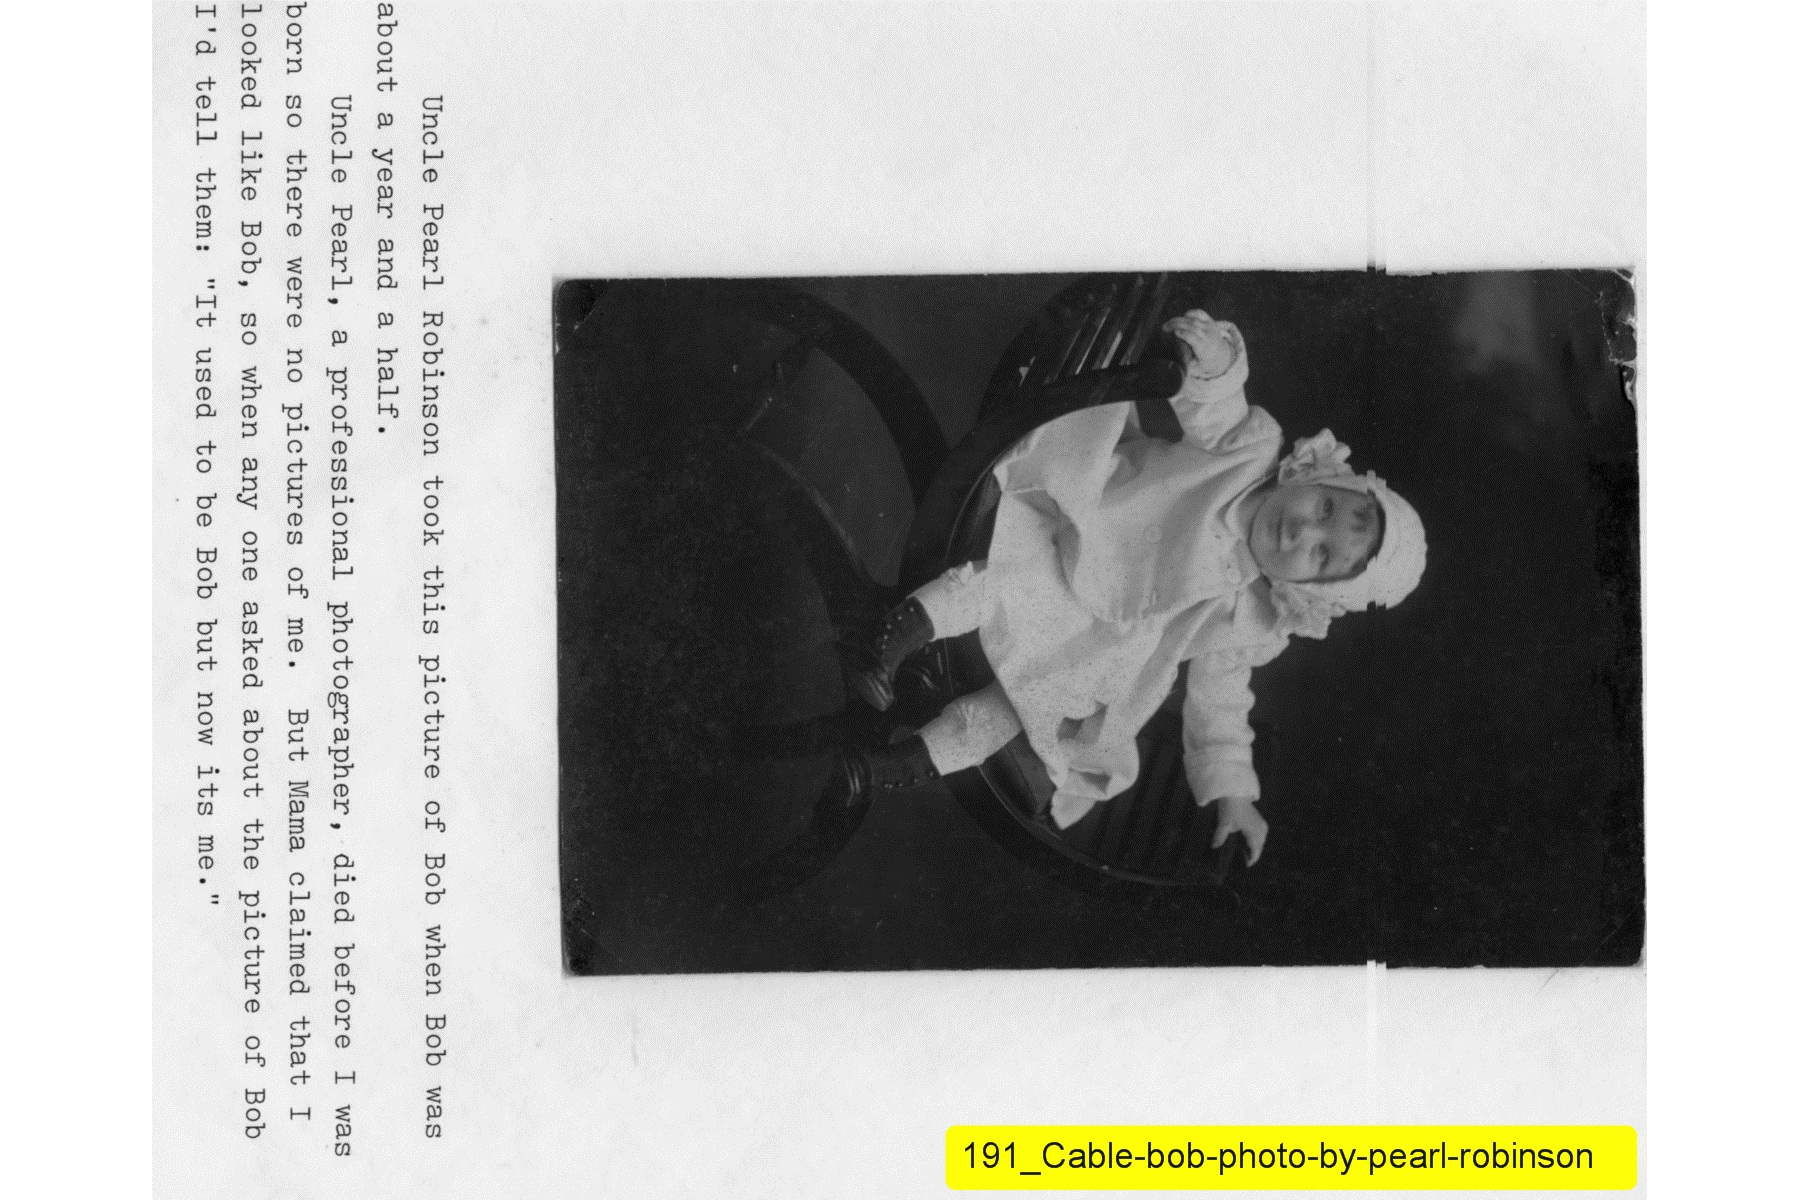 Uncle Pearl Robinson took this picture of Bob when Bob was
about a year and a half.
Uncle Pearl, a professional photographer, died before I was
born so there were no pictures of me.  But Mama claimed that I
looked like Bob, so when any one asked about the picture of Bob
I'd tell them: "It used to be Bob but now its me."
191_Cable-bob-photo-by-pearl-robinson